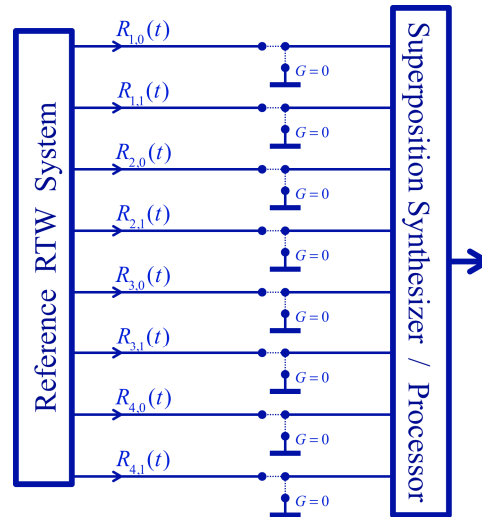 Reference RTW System
R1,0(t)
G=0
R1,1(t)
G=0
R2,0(t)
G=0
R2,1(t)
G=0
R3,0(t)
G=0
R3,1(t)
G=0
R4,0(t)
G=0
R4,1(t)
G=0
Superposition Synthesizer / Processor